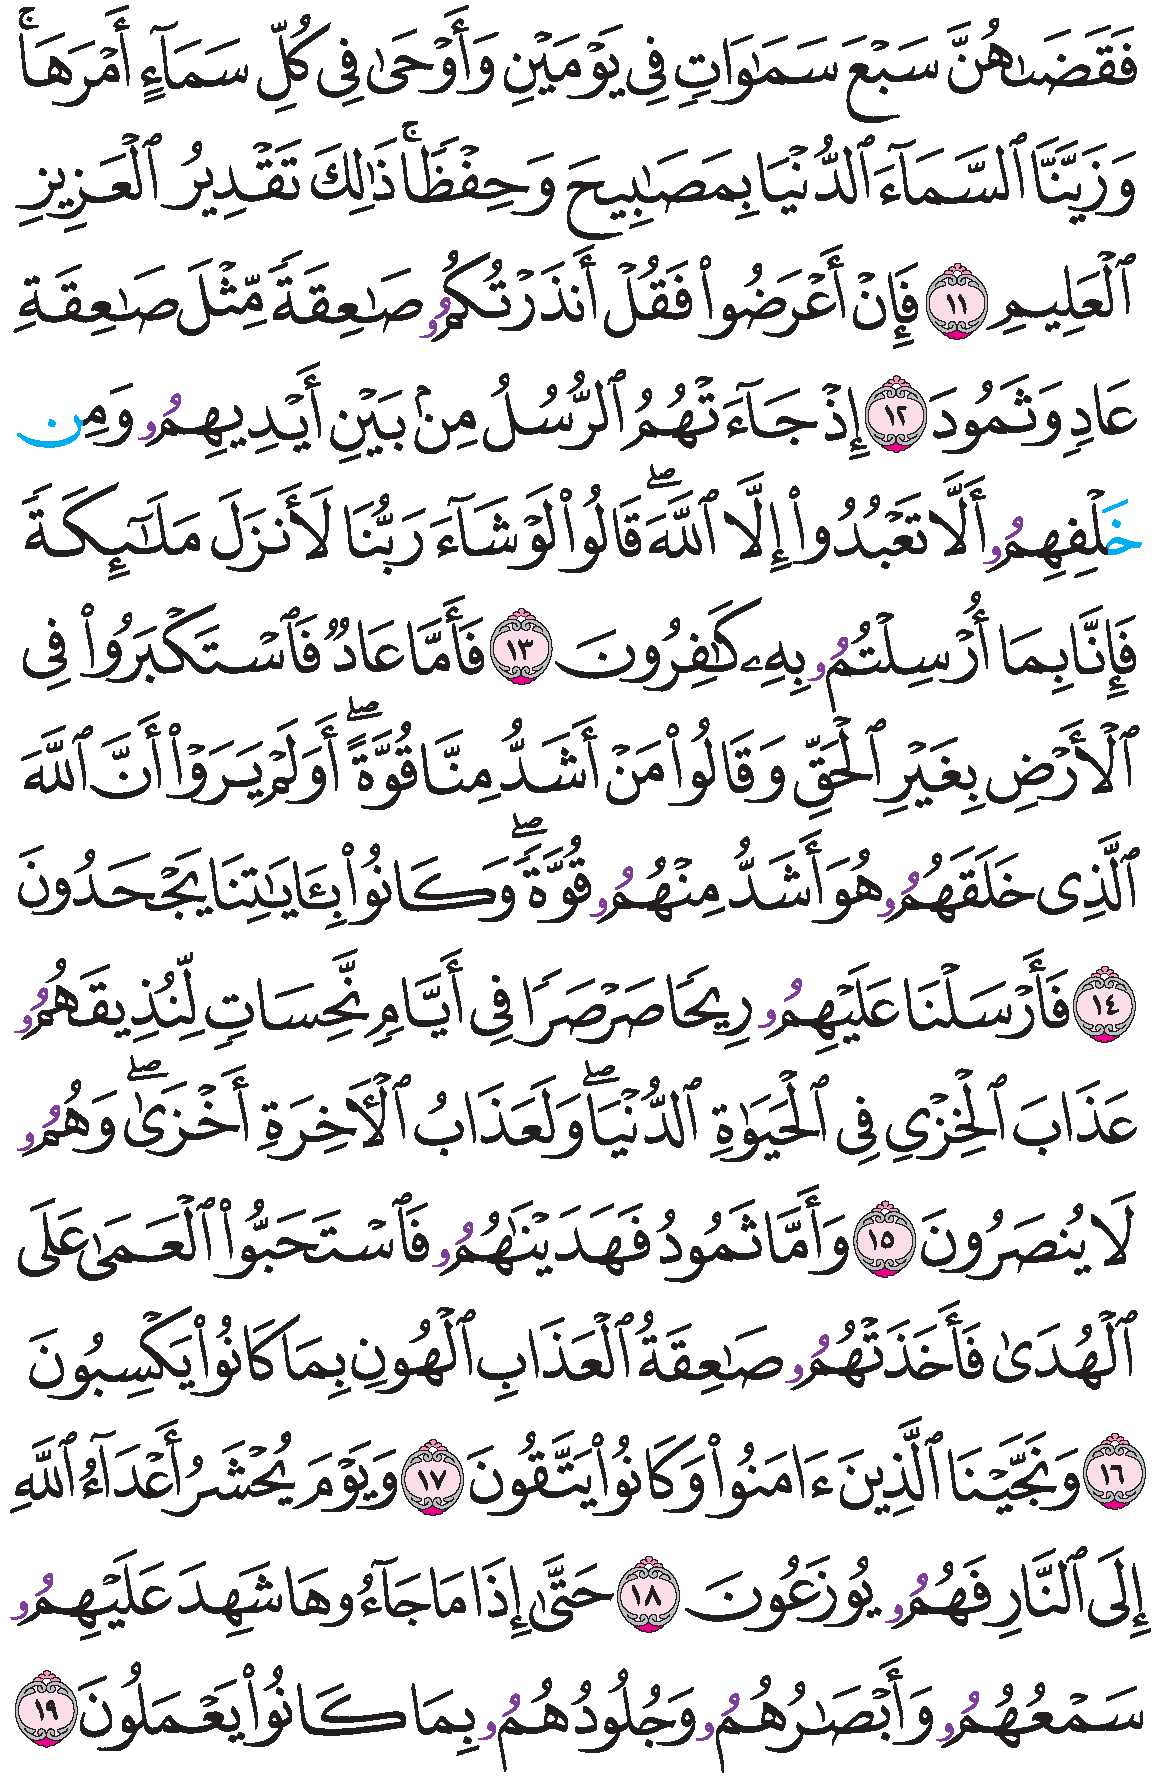 فَقَضَىٰهُنَّ سَبْعَ سَمَٰوَاتٍ فِى يَوْمَيْنِ وَأَوْحَىٰ فِى كُلِّ سَمَآءٍ أَمْرَهَاۚ
وَزَيَّنَّا ٱلسَّمَآءَ ٱلدُّنْيَا بِمَصَٰبِيحَ وَحِفْظًاۚ ذَٰلِكَ تَقْدِيرُ ٱلْعَزِيزِ
ٱلْعَلِيمِ ١١ فَإِنْ أَعْرَضُوا۟ فَقُلْ أَنذَرْتُكُمُۥ صَٰعِقَةً مِّثْلَ صَٰعِقَةِ
عَادٍ وَثَمُودَ ١٢ إِذْ جَآءَتْهُمُ ٱلرُّسُلُ مِنۢ بَيْنِ أَيْدِيهِمُۥ وَمِن
خَلْفِهِمُۥ أَلَّا تَعْبُدُوا۟ إِلَّا ٱللَّهَۖ قَالُوا۟ لَوْ شَآءَ رَبُّنَا لَأَنزَلَ مَلَٰٓئِكَةً
فَإِنَّا بِمَا أُرْسِلْتُمُۥ بِهِۦ كَٰفِرُونَ ١٣ فَأَمَّا عَادٌ فَٱسْتَكْبَرُوا۟ فِى
ٱلْأَرْضِ بِغَيْرِ ٱلْحَقِّ وَقَالُوا۟ مَنْ أَشَدُّ مِنَّا قُوَّةًۖ أَوَلَمْ يَرَوْا۟ أَنَّ ٱللَّهَ
ٱلَّذِى خَلَقَهُمُۥ هُوَ أَشَدُّ مِنْهُمُۥ قُوَّةًۖ وَكَانُوا۟ بِـَٔايَٰتِنَا يَجْحَدُونَ
١٤ فَأَرْسَلْنَا عَلَيْهِمُۥ رِيحًا صَرْصَرًا فِى أَيَّامٍ نَّحْسَاتٍ لِّنُذِيقَهُمُۥ
عَذَابَ ٱلْخِزْىِ فِى ٱلْحَيَوٰةِ ٱلدُّنْيَاۖ وَلَعَذَابُ ٱلْـَٔاخِرَةِ أَخْزَىٰۖ وَهُمُۥ
لَا يُنصَرُونَ ١٥ وَأَمَّا ثَمُودُ فَهَدَيْنَٰهُمُۥ فَٱسْتَحَبُّوا۟ ٱلْعَمَىٰ عَلَى
ٱلْهُدَىٰ فَأَخَذَتْهُمُۥ صَٰعِقَةُ ٱلْعَذَابِ ٱلْهُونِ بِمَا كَانُوا۟ يَكْسِبُونَ
١٦ وَنَجَّيْنَا ٱلَّذِينَ ءَامَنُوا۟ وَكَانُوا۟ يَتَّقُونَ ١٧ وَيَوْمَ يُحْشَرُ أَعْدَآءُ ٱللَّهِ
إِلَى ٱلنَّارِ فَهُمُۥ يُوزَعُونَ ١٨ حَتَّىٰ إِذَا مَا جَآءُوهَا شَهِدَ عَلَيْهِمُۥ
سَمْعُهُمُۥ وَأَبْصَٰرُهُمُۥ وَجُلُودُهُمُۥ بِمَا كَانُوا۟ يَعْمَلُونَ ١٩